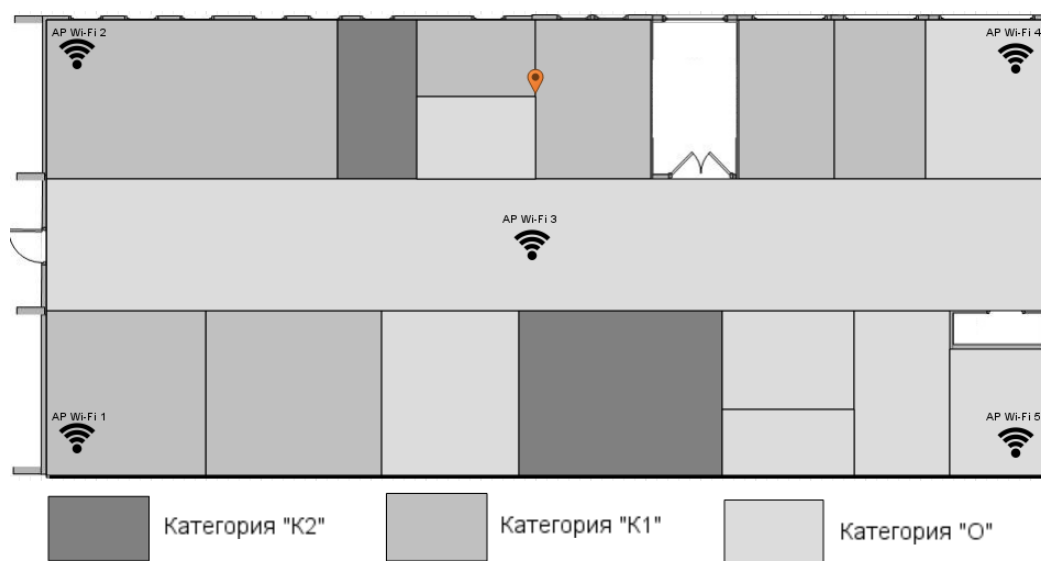 AP Wi-Fi 2
AP Wi-Fi 4
AP Wi-Fi 3
AP Wi-Fi 1
AP Wi-Fi 5
Категория "К2"
Категория "К1"
Категория "О"